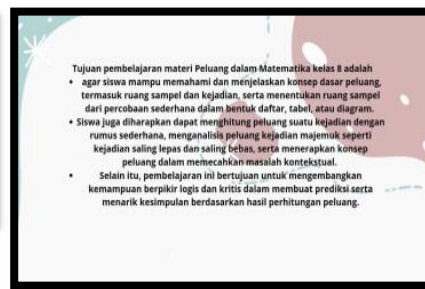 Tujuan pembelajaran materi Peluang dalam Matematika kelas 8 adalah
• agar siswa mampu memahami dan menjelaskan konsep dasar peluang,
termasuk ruang sampel dan kejadian, serta menentukan ruang sampel
dari percobaan sederhana dalam bentuk daftar, tabel, atau diagram.
• Siswa juga diharapkan dapat menghitung peluang suatu kejadian dengan
rumus sederhana, menganalisis peluang kejadian majemuk seperti
kejadian saling lepas dan saling bebas, serta menerapkan konsep
peluang dalam memecahkan masalah kontekstual.
• Selain itu, pembelajaran ini bertujuan untuk mengembangkan
kemampuan berpikir logis dan kritis dalam membuat prediksi serta
menarik kesimpulan berdasarkan hasil perhitungan peluang.